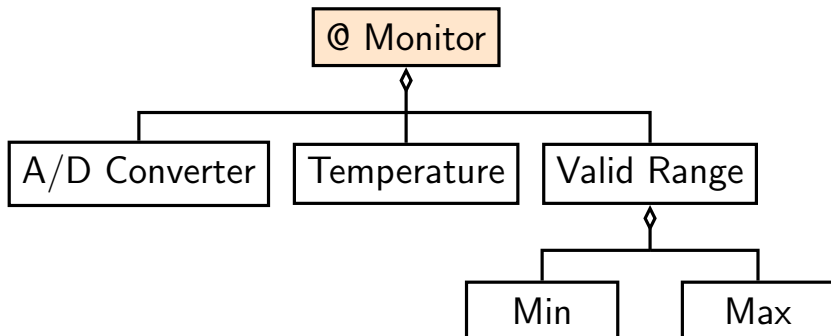 @ Monitor
A/D Converter
Temperature
Valid Range
Min
Max